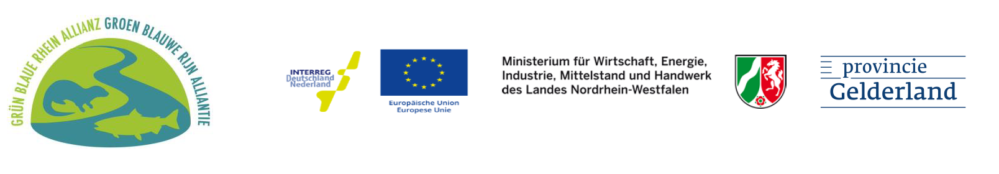 GRÜN BLAUE RHEIN ALLIANZ GROEN BLAUWE RIJN ALLIANTIE
INTERREG
Deutschland
Nederland
Europäische Union
Europese Unie
Ministerium für Wirtschaft, Energie,
Industrie, Mittelstand und Handwerk
des Landes Nordrhein-Westfalen
provincie
Gelderland